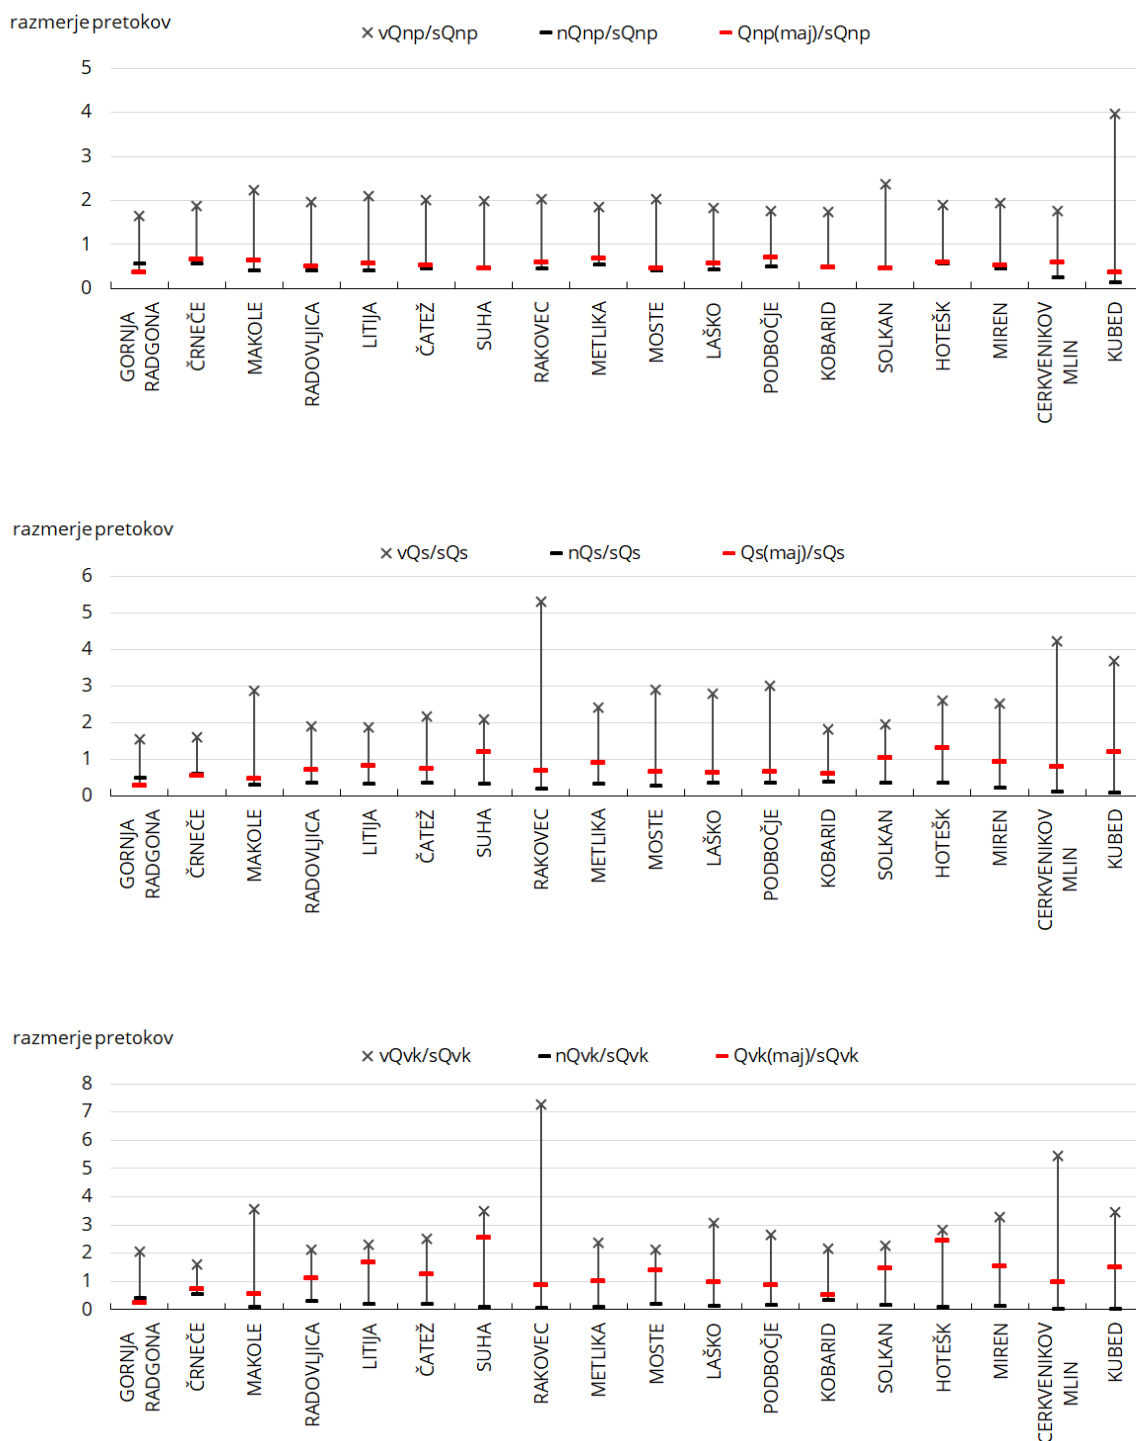 razmerje pretokov
vQnp/sQnp nQnp/sQnp Qnp(maj)/sQnp
5
4
3
2
1
0
GORNJA RADGONA
ČRNEČE
MAKOLE
RADOVLJICA
LITIJA
ČATEŽ
SUHA
RAKOVEC
METLIKA
MOSTE
LAŠKO
PODBOČJE
KOBARID
SOLKAN
HOTEŠK
MIREN
CERKVENIKOV MLIN
KUBED
razmerje pretokov
vQs/sQs nQs/sQs Qs(maj)/sQs
6
5
4
3
2
1
0
GORNJA RADGONA
ČRNEČE
MAKOLE
RADOVLJICA
LITIJA
ČATEŽ
SUHA
RAKOVEC
METLIKA
MOSTE
LAŠKO
PODBOČJE
KOBARID
SOLKAN
HOTEŠK
MIREN
CERKVENIKOV MLIN
KUBED
razmerje pretokov
vQvk/sQvk nQvk/sQvk Qvk(maj)/sQvk
8
7
6
5
4
3
2
1
0
GORNJA RADGONA
ČRNEČE
MAKOLE
RADOVLJICA
LITIJA
ČATEŽ
SUHA
RAKOVEC
METLIKA
MOSTE
LAŠKO
PODBOČJE
KOBARID
SOLKAN
HOTEŠK
MIREN
CERKVENIKOV MLIN
KUBED